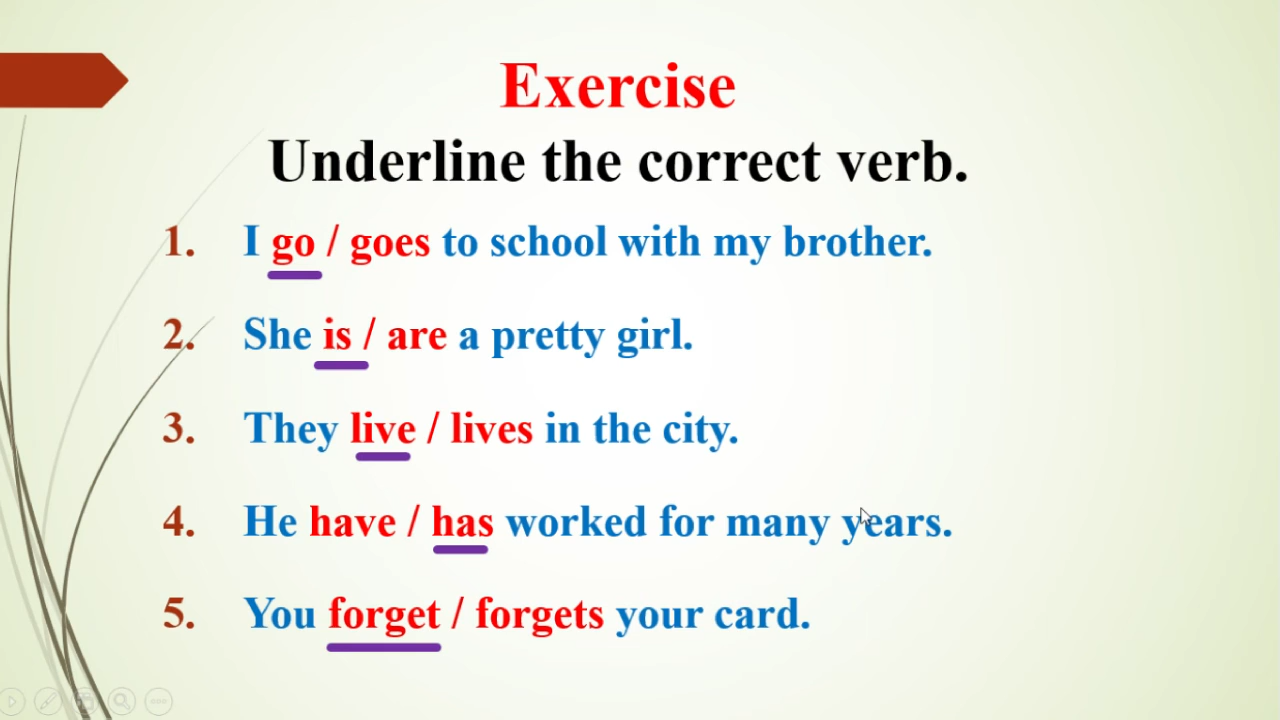 Exercise
Underline the correct verb.
1. I go / goes to school with my brother.
2. She is / are a pretty girl.
3. They live / lives in the city.
4. He have / has worked for many years.
5. You forget / forgets your card.